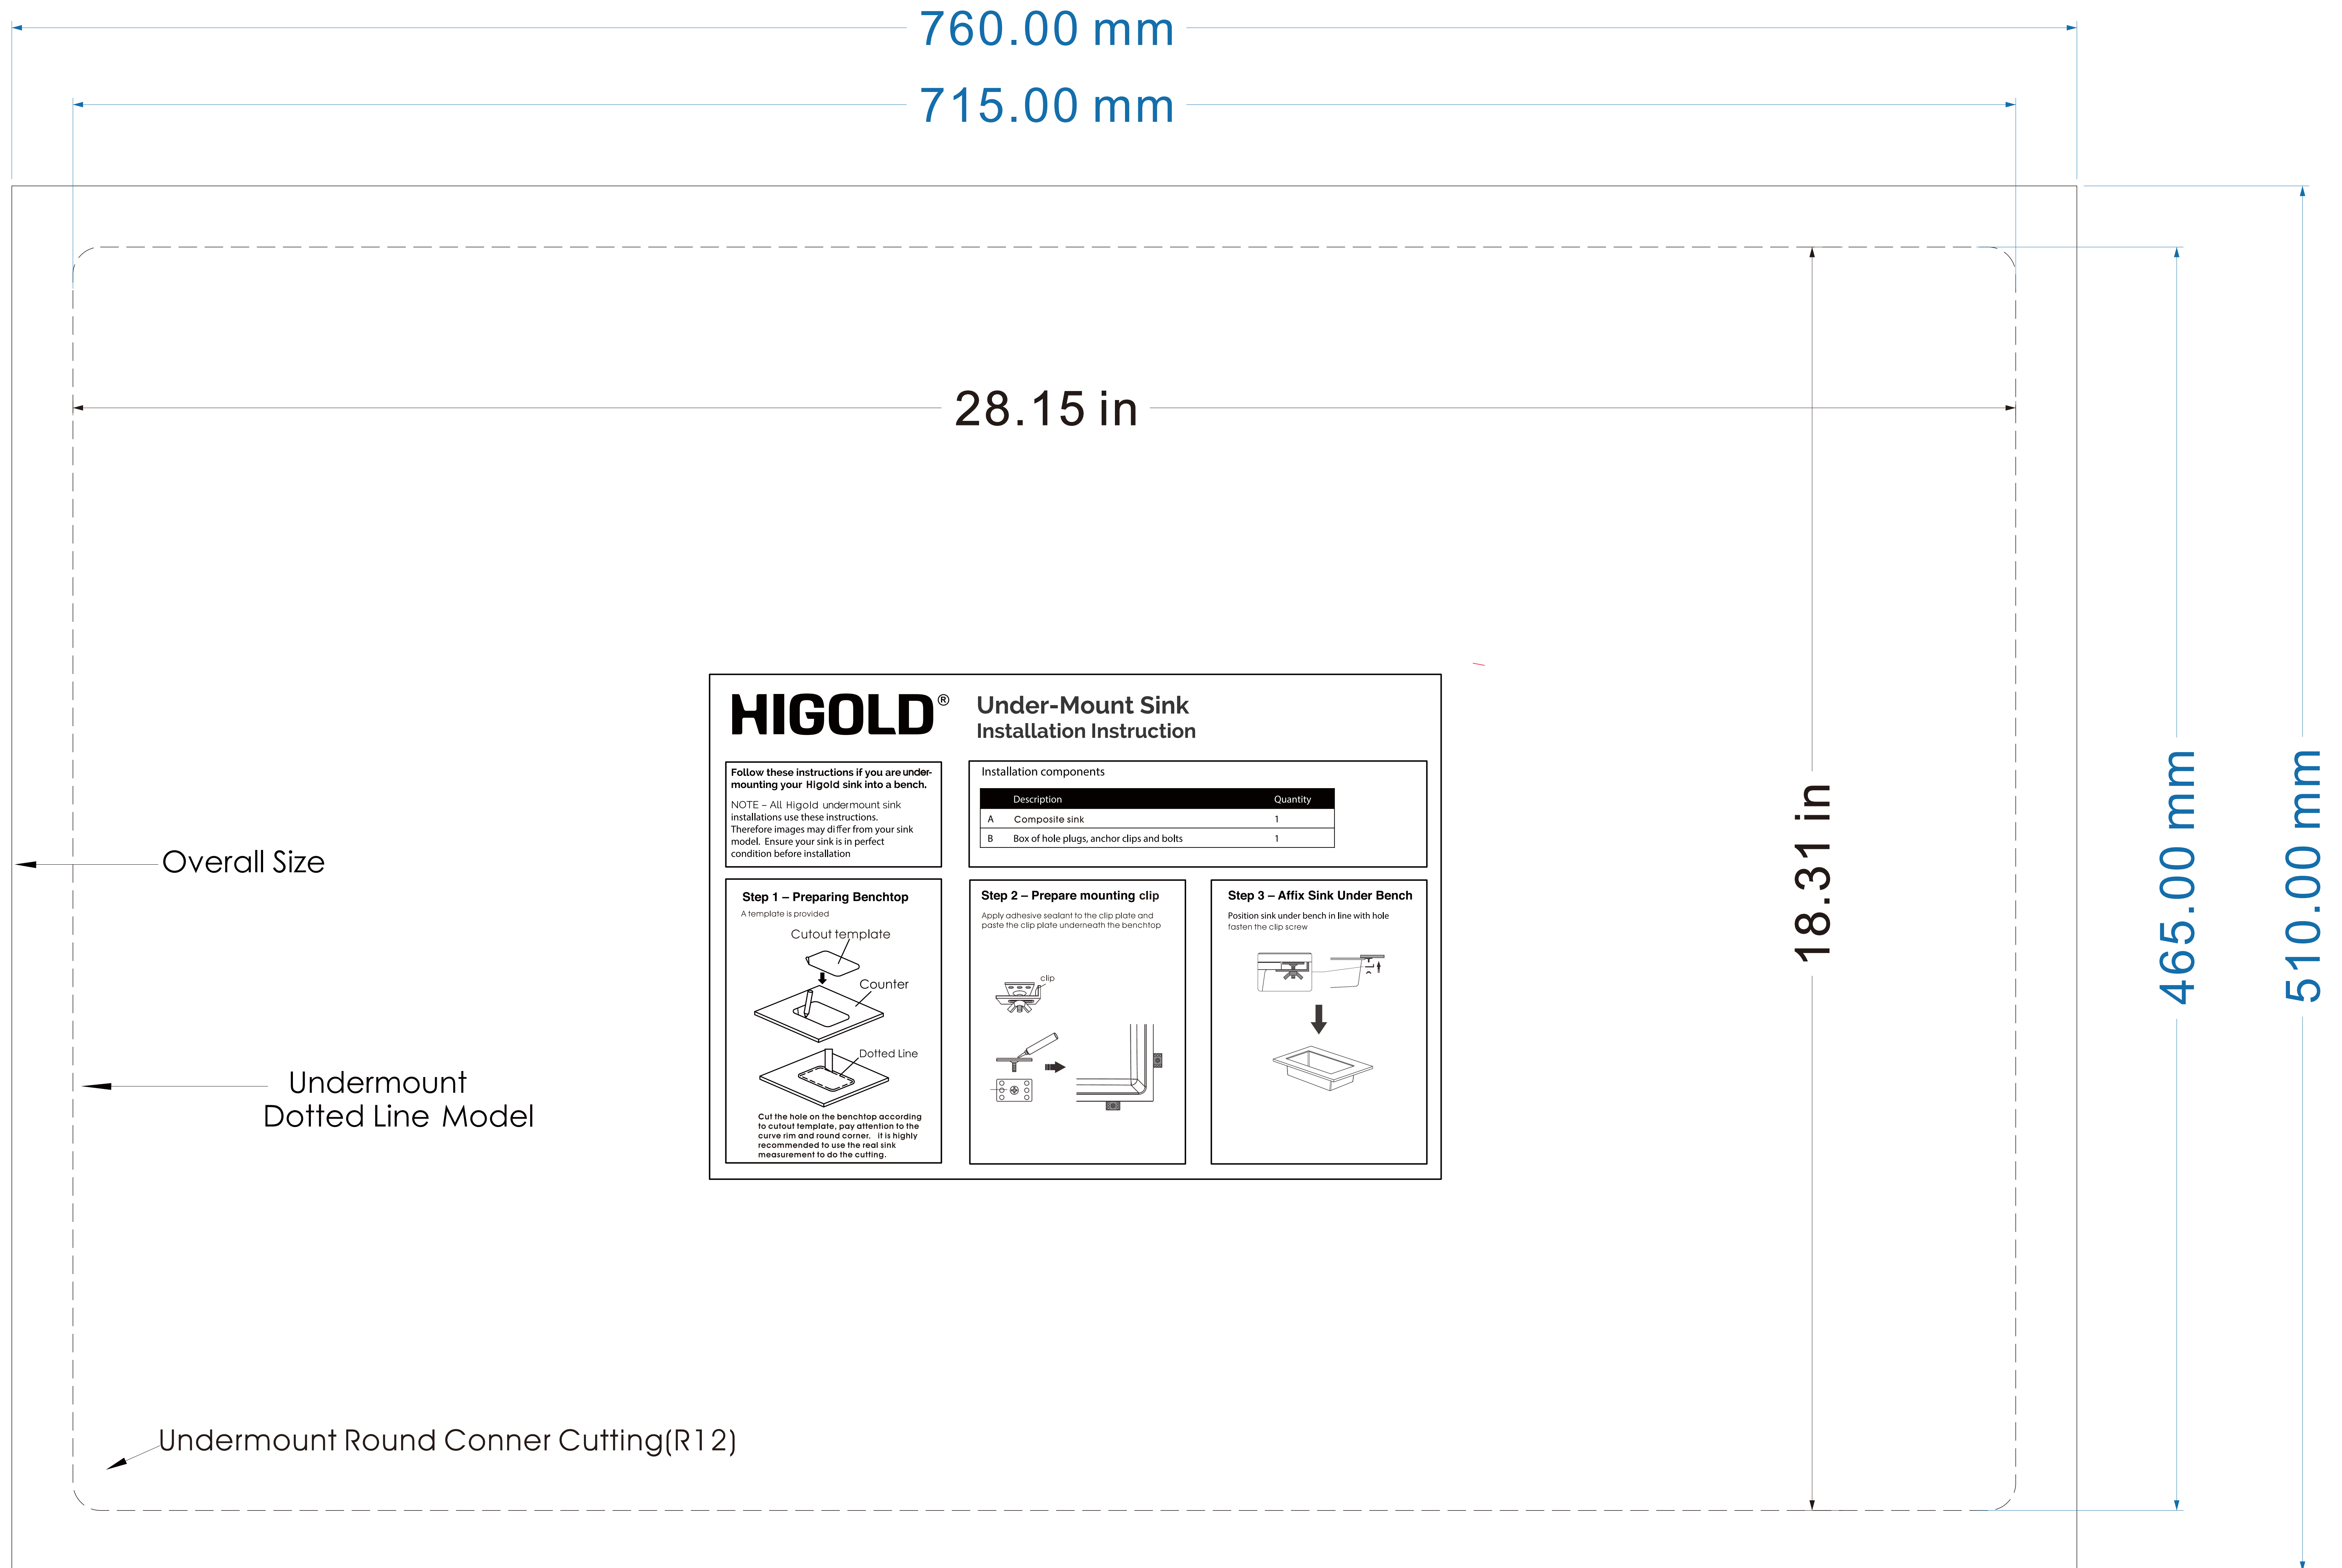 760.00 mm
715.00 mm
28.15 in
18.31 in
465.00 mm
510.00 mm
HIGOLD®
Under-Mount Sink
Installation Instruction
Follow these instructions if you are under-
mounting your Higold sink into a bench.
NOTE – All Higold undermount sink
installations use these instructions.
Therefore images may differ from your sink
model. Ensure your sink is in perfect
condition before installation
Installation components
Description Quantity
A Composite sink 1
B Box of hole plugs, anchor clips and bolts 1
Step 1 – Preparing Benchtop
A template is provided
Cutout template
Counter
Dotted Line
Cut the hole on the benchtop according
to cutout template, pay attention to the
curve rim and round corner, it is highly
recommended to use the real sink
measurement to do the cutting.
Step 2 – Prepare mounting clip
Apply adhesive sealant to the clip plate and
paste the clip plate underneath the benchtop
clip
Step 3 – Affix Sink Under Bench
Position sink under bench in line with hole
fasten the clip screw
Overall Size
Undermount
Dotted Line Model
Undermount Round Conner Cutting(R12)